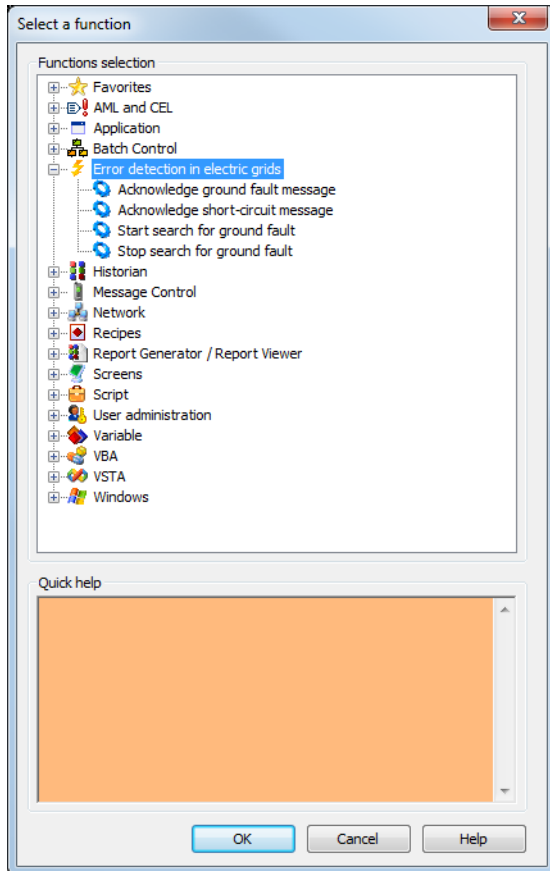 Select a function
Functions selection
Favorites
AML and CEL
Application
Batch Control
Error detection in electric grids
Acknowledge ground fault message
Acknowledge short-circuit message
Start search for ground fault
Stop search for ground fault
Historian
Message Control
Network
Recipes
Report Generator / Report Viewer
Screens
Script
User administration
Variable
VBA
VSTA
Windows
Quick help
OK Cancel Help